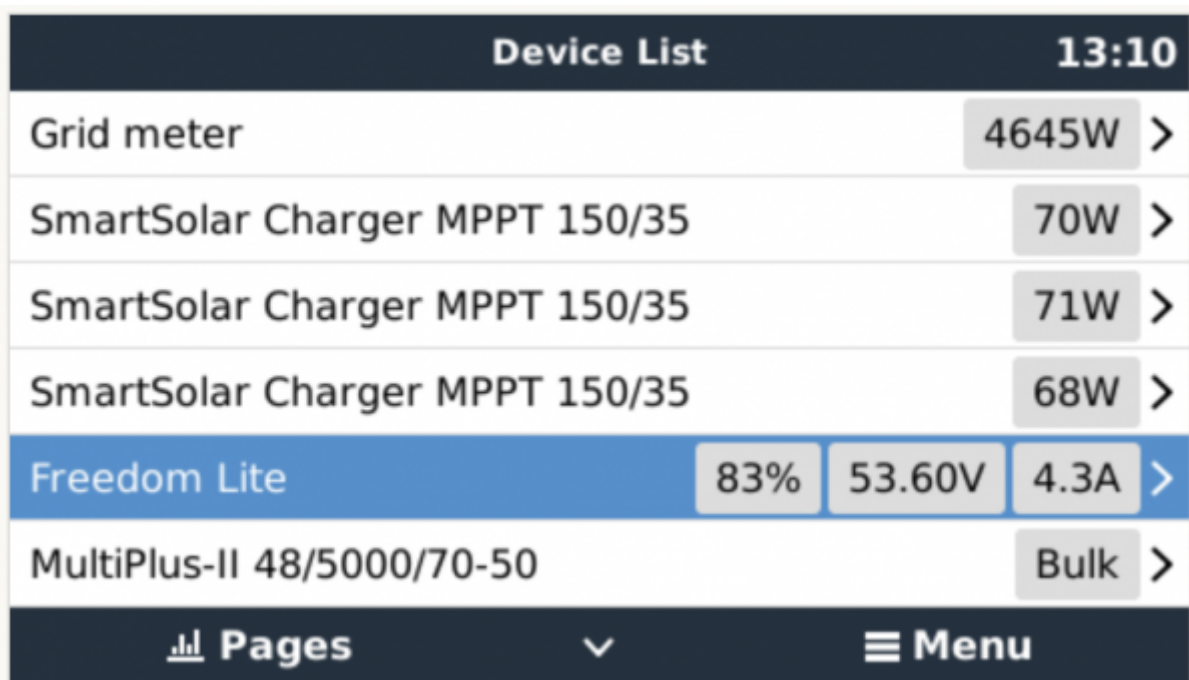 Device List 13:10
Grid meter 4645W
SmartSolar Charger MPPT 150/35 70W
SmartSolar Charger MPPT 150/35 71W
SmartSolar Charger MPPT 150/35 68W
Freedom Lite 83% 53.60V 4.3A
MultiPlus-II 48/5000/70-50 Bulk
Pages Menu